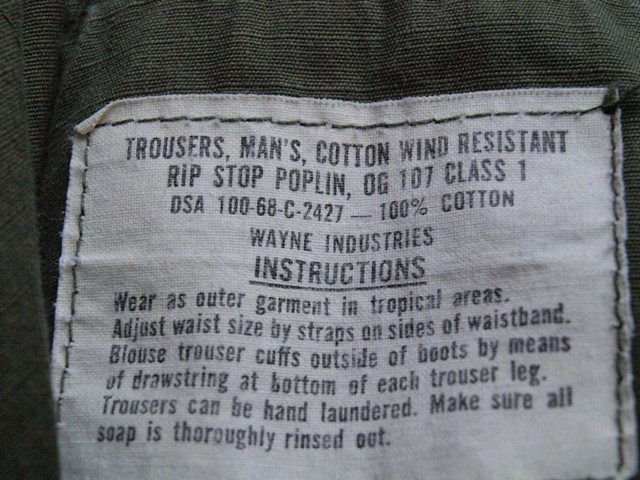 TROUSERS, MAN'S, COTTON WIND RESISTANT
RIP STOP POPLIN, OG 107 CLASS 1
DSA 100-68-C-2427 — 100% COTTON
WAYNE INDUSTRIES
INSTRUCTIONS
Wear as outer garment in tropical areas.
Adjust waist size by straps on sides of waistband.
Blouse trouser cuffs outside of boots by means
of drawstring at bottom of each trouser leg.
Trousers can be hand laundered. Make sure all
soap is thoroughly rinsed out.